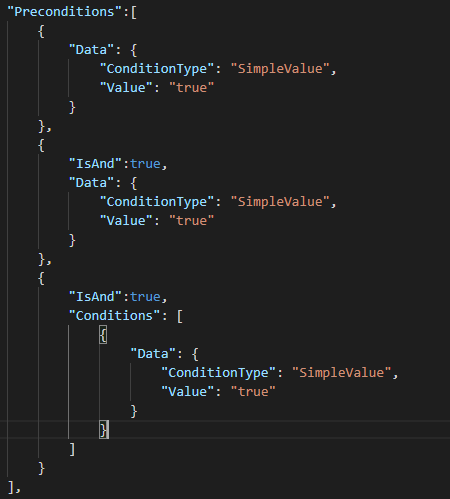 "Preconditions":[
    {
        "Data": {
            "ConditionType": "SimpleValue",
            "Value": "true"
        }
    },
    {
        "IsAnd":true,
        "Data": {
            "ConditionType": "SimpleValue",
            "Value": "true"
        }
    },
    {
        "IsAnd":true,
        "Conditions": [
            {
                "Data": {
                    "ConditionType": "SimpleValue",
                    "Value": "true"
                }
            }
        ]
    }
],